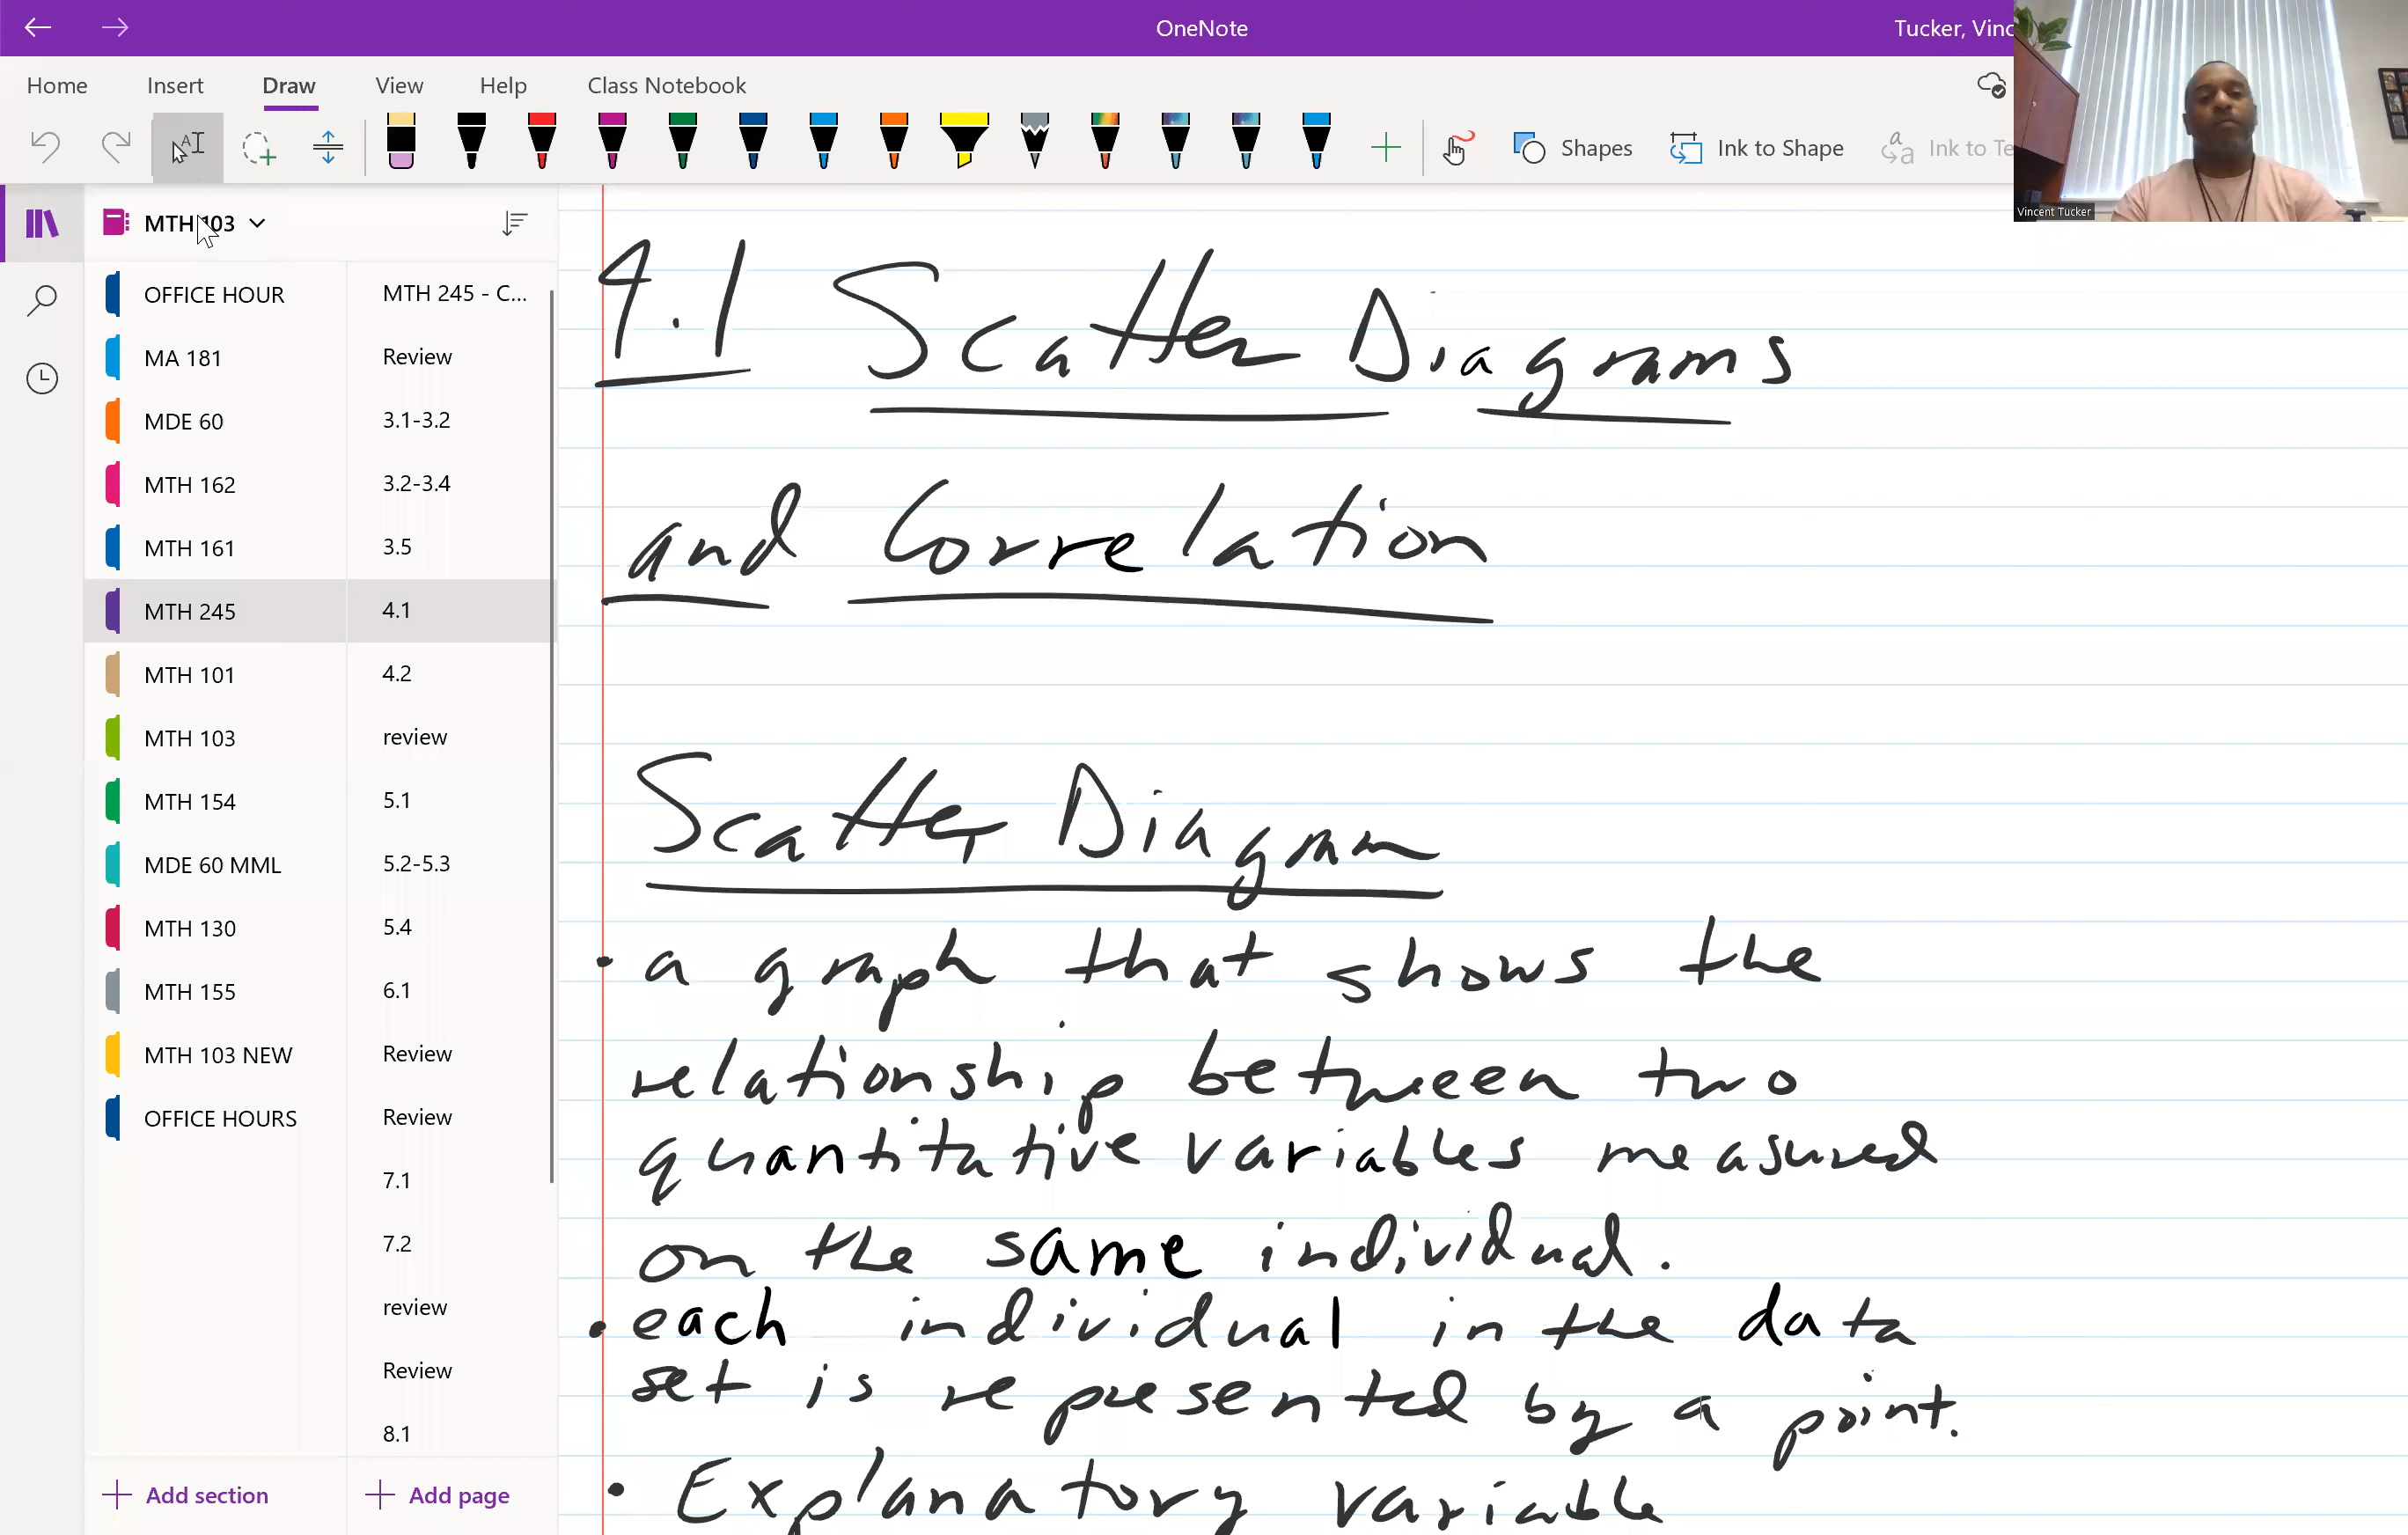 OneNote
Tucker, Vinc
Home Insert Draw View Help Class Notebook
Shapes Ink to Shape Ink to Te
Vincent Tucker
MTH 103
OFFICE HOUR
MA 181
MDE 60
MTH 162
MTH 161
MTH 245
MTH 101
MTH 103
MTH 154
MDE 60 MML
MTH 130
MTH 155
MTH 103 NEW
OFFICE HOURS
Add section
MTH 245 - C...
Review
3.1-3.2
3.2-3.4
3.5
4.1
4.2
review
5.1
5.2-5.3
5.4
6.1
Review
Review
7.1
7.2
review
Review
8.1
Add page
4.1 Scatter Diagrams
and Correlation
Scatter Diagram
• a graph that shows the
relationship between two
quantitative variables measured
on the same individual.
• each individual in the data
set is represented by a point.
• Explanatory variable